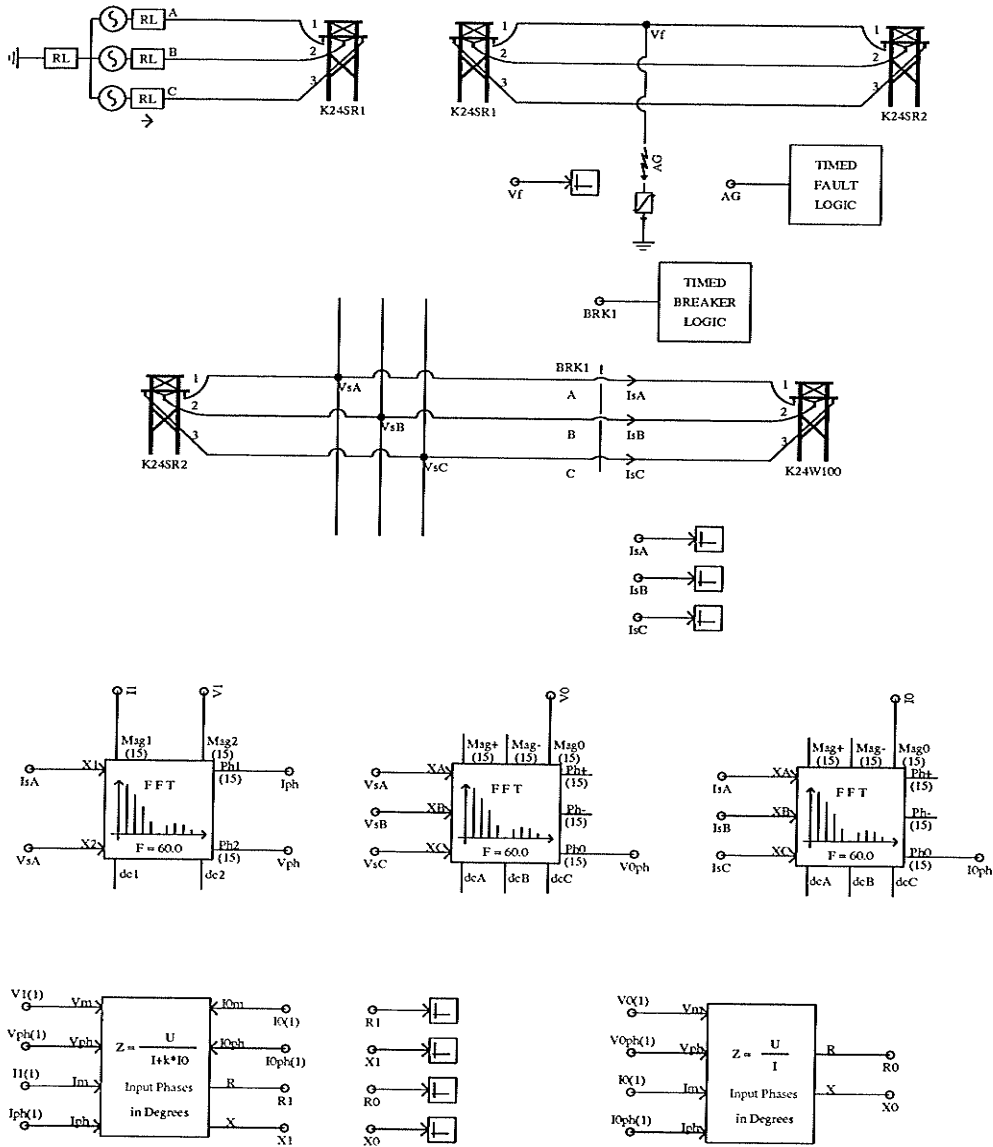 RL A
1
RL
RL B
2
3
RL C
K24SR1
1
Vf
1
2
2
3
3
K24SR1
K24SR2
AG
Vf
AG
TIMED
FAULT
LOGIC
TIMED
BREAKER
LOGIC
BRK1
1
VsA
BRK1
A
IsA
1
2
VsB
B
IsB
2
3
VsC
C
IsC
3
K24SR2
K24W100
IsA
IsB
IsC
I1
V1
V0
I0
Mag1
(15)
Mag2
(15)
Mag+
(15)
Mag-
(15)
Mag0
(15)
Mag+
(15)
Mag-
(15)
Mag0
(15)
IsA
X1
FFT
Ph1
(15)
Iph
VsA
X2
F = 60.0
Ph2
(15)
Vph
dc1
dc2
VsA
XA
FFT
Ph+
(15)
VsB
XB
Ph-
(15)
VsC
XC
F = 60.0
Ph0
(15)
V0ph
dcA
dcB
dcC
IsA
XA
FFT
Ph+
(15)
IsB
XB
Ph-
(15)
IsC
XC
F = 60.0
Ph0
(15)
I0ph
dcA
dcB
dcC
V1(1)
Vm
I0m
I0(1)
Vph(1)
Vph
Z = U
I+k*I0
I0ph
I0ph(1)
I1(1)
Im
Input Phases
R
R1
Iph(1)
Iph
in Degrees
X
X1
R1
X1
R0
X0
V0(1)
Vm
V0ph(1)
Vph
Z = U
I
R
R0
I0(1)
Im
Input Phases
X
X0
I0ph(1)
Iph
in Degrees